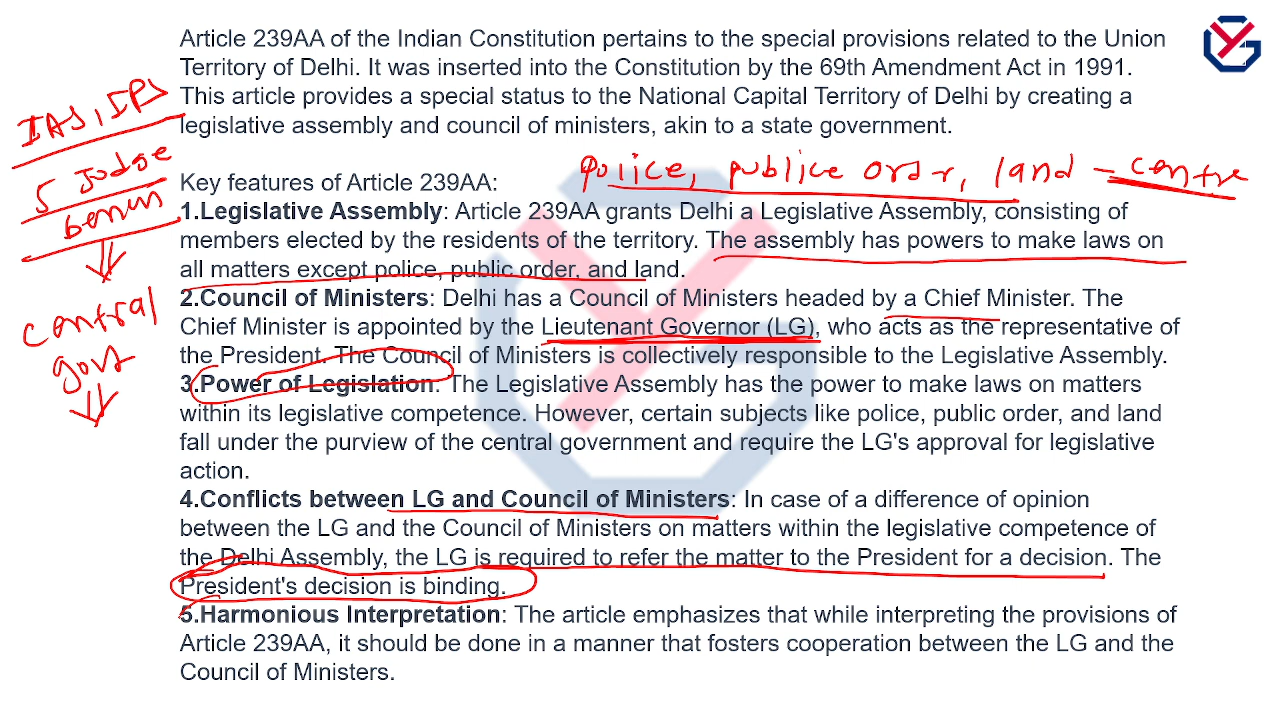 Article 239AA of the Indian Constitution pertains to the special provisions related to the Union
Territory of Delhi. It was inserted into the Constitution by the 69th Amendment Act in 1991.
This article provides a special status to the National Capital Territory of Delhi by creating a
legislative assembly and council of ministers, akin to a state government.
IAS, IPS
5 Judge
police, publice order, land - centre
Key features of Article 239AA:
1.Legislative Assembly: Article 239AA grants Delhi a Legislative Assembly, consisting of
members elected by the residents of the territory. The assembly has powers to make laws on
all matters except police, public order, and land.
2.Council of Ministers: Delhi has a Council of Ministers headed by a Chief Minister. The
Chief Minister is appointed by the Lieutenant Governor (LG), who acts as the representative of
the President. The Council of Ministers is collectively responsible to the Legislative Assembly.
central
govt
3.Power of Legislation: The Legislative Assembly has the power to make laws on matters
within its legislative competence. However, certain subjects like police, public order, and land
fall under the purview of the central government and require the LG's approval for legislative
action.
4.Conflicts between LG and Council of Ministers: In case of a difference of opinion
between the LG and the Council of Ministers on matters within the legislative competence of
the Delhi Assembly, the LG is required to refer the matter to the President for a decision. The
President's decision is binding.
5.Harmonious Interpretation: The article emphasizes that while interpreting the provisions of
Article 239AA, it should be done in a manner that fosters cooperation between the LG and the
Council of Ministers.